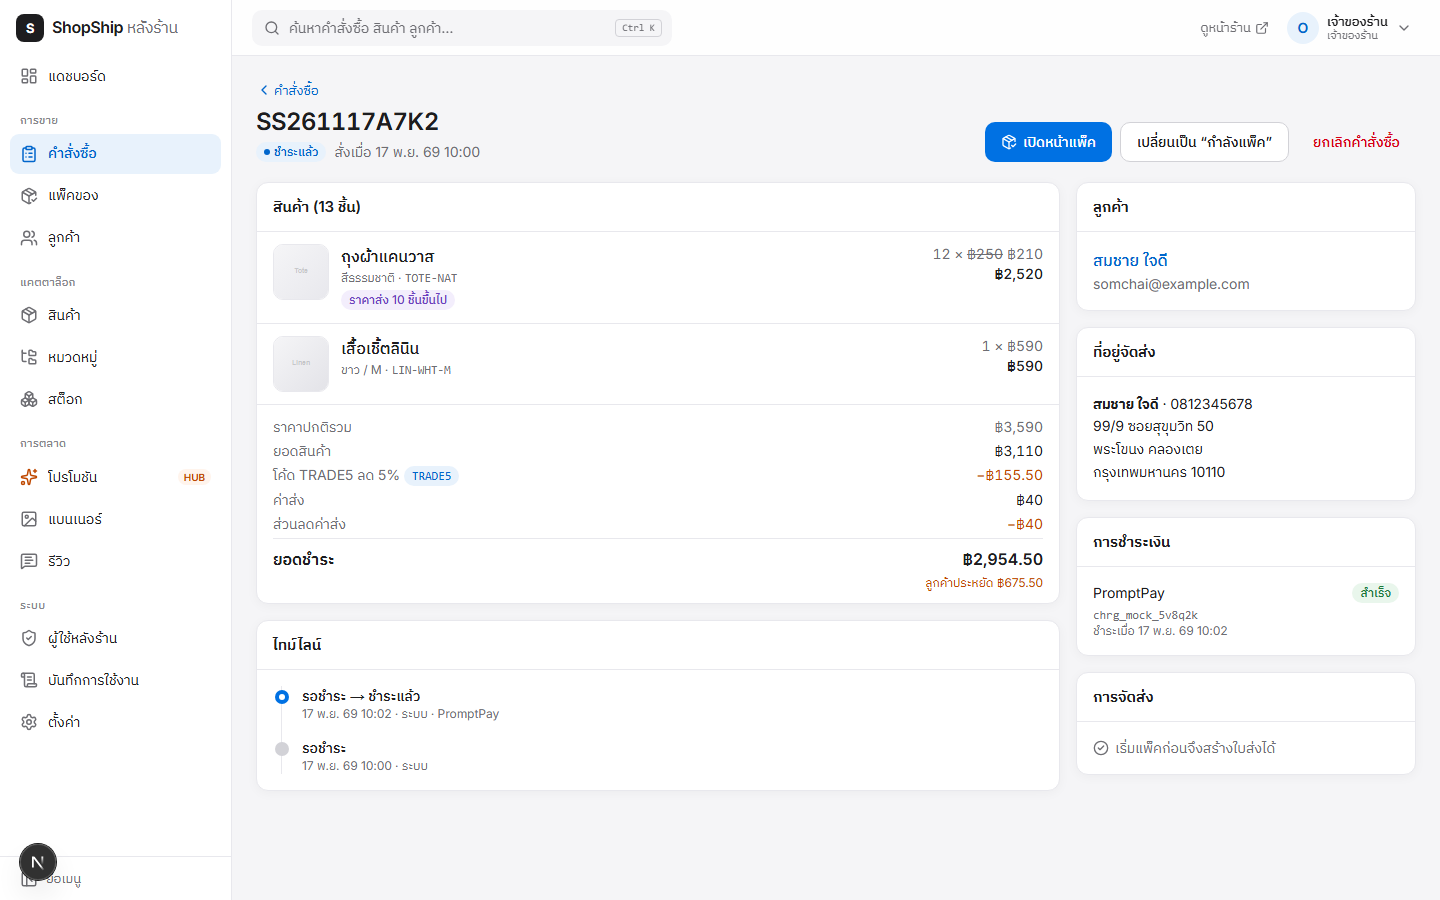 S ShopShip หลังร้าน
ค้นหาคำสั่งซื้อ สินค้า ลูกค้า... Ctrl K
ดูหน้าร้าน
O เจ้าของร้าน
เจ้าของร้าน
แดชบอร์ด
การขาย
คำสั่งซื้อ
แพ็คของ
ลูกค้า
แคตตาล็อก
สินค้า
หมวดหมู่
สต็อก
การตลาด
โปรโมชัน HUB
แบนเนอร์
รีวิว
ระบบ
ผู้ใช้หลังร้าน
บันทึกการใช้งาน
ตั้งค่า
N
ย่อเมนู
คำสั่งซื้อ
SS261117A7K2
ชำระแล้ว สั่งเมื่อ 17 พ.ย. 69 10:00
เปิดหน้าแพ็ค
เปลี่ยนเป็น “กำลังแพ็ค”
ยกเลิกคำสั่งซื้อ
สินค้า (13 ชิ้น)
Tote
ถุงผ้าแคนวาส
12 × ฿250 ฿210
สีธรรมชาติ · TOTE-NAT
฿2,520
ราคาส่ง 10 ชิ้นขึ้นไป
Linen
เสื้อเชิ้ตลินิน
1 × ฿590
ขาว / M · LIN-WHT-M
฿590
ราคาปกติรวม ฿3,590
ยอดสินค้า ฿3,110
โค้ด TRADE5 ลด 5% TRADE5 −฿155.50
ค่าส่ง ฿40
ส่วนลดค่าส่ง −฿40
ยอดชำระ ฿2,954.50
ลูกค้าประหยัด ฿675.50
ไทม์ไลน์
รอชำระ → ชำระแล้ว
17 พ.ย. 69 10:02 · ระบบ · PromptPay
รอชำระ
17 พ.ย. 69 10:00 · ระบบ
ลูกค้า
สมชาย ใจดี
somchai@example.com
ที่อยู่จัดส่ง
สมชาย ใจดี · 0812345678
99/9 ซอยสุขุมวิท 50
พระโขนง คลองเตย
กรุงเทพมหานคร 10110
การชำระเงิน
PromptPay สำเร็จ
chrg_mock_5v8q2k
ชำระเมื่อ 17 พ.ย. 69 10:02
การจัดส่ง
เริ่มแพ็คก่อนจึงสร้างใบส่งได้